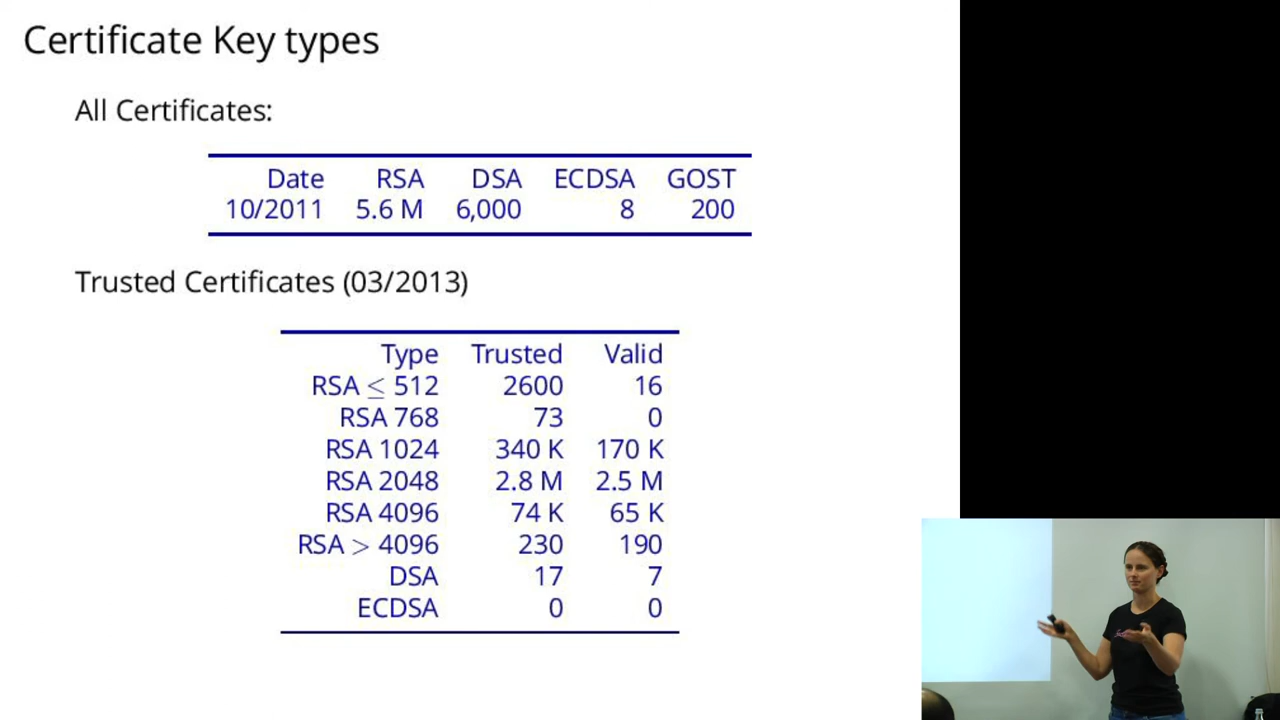 Certificate Key types
All Certificates:
Date RSA DSA ECDSA GOST
10/2011 5.6 M 6,000 8 200
Trusted Certificates (03/2013)
Type Trusted Valid
RSA ≤ 512 2600 16
RSA 768 73 0
RSA 1024 340 K 170 K
RSA 2048 2.8 M 2.5 M
RSA 4096 74 K 65 K
RSA > 4096 230 190
DSA 17 7
ECDSA 0 0